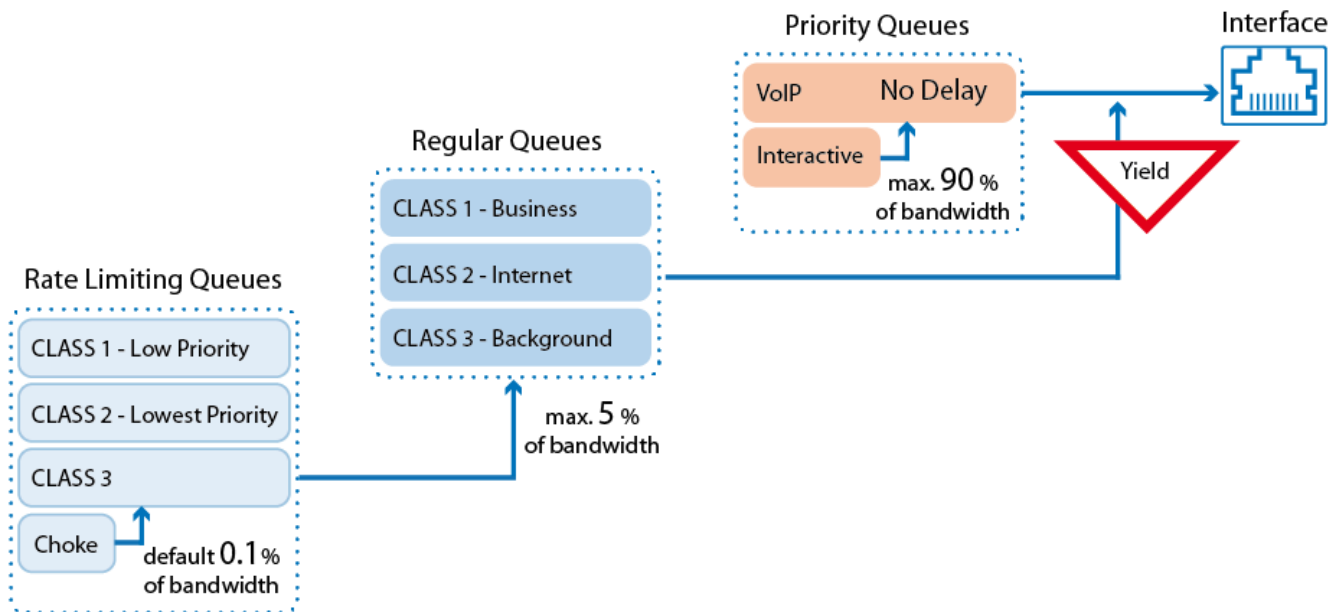 Priority Queues
Interface
VoIP
No Delay
Interactive
max. 90 %
of bandwidth
Yield
Regular Queues
CLASS 1 - Business
CLASS 2 - Internet
CLASS 3 - Background
max. 5 %
of bandwidth
Rate Limiting Queues
CLASS 1 - Low Priority
CLASS 2 - Lowest Priority
CLASS 3
Choke
default 0.1%
of bandwidth